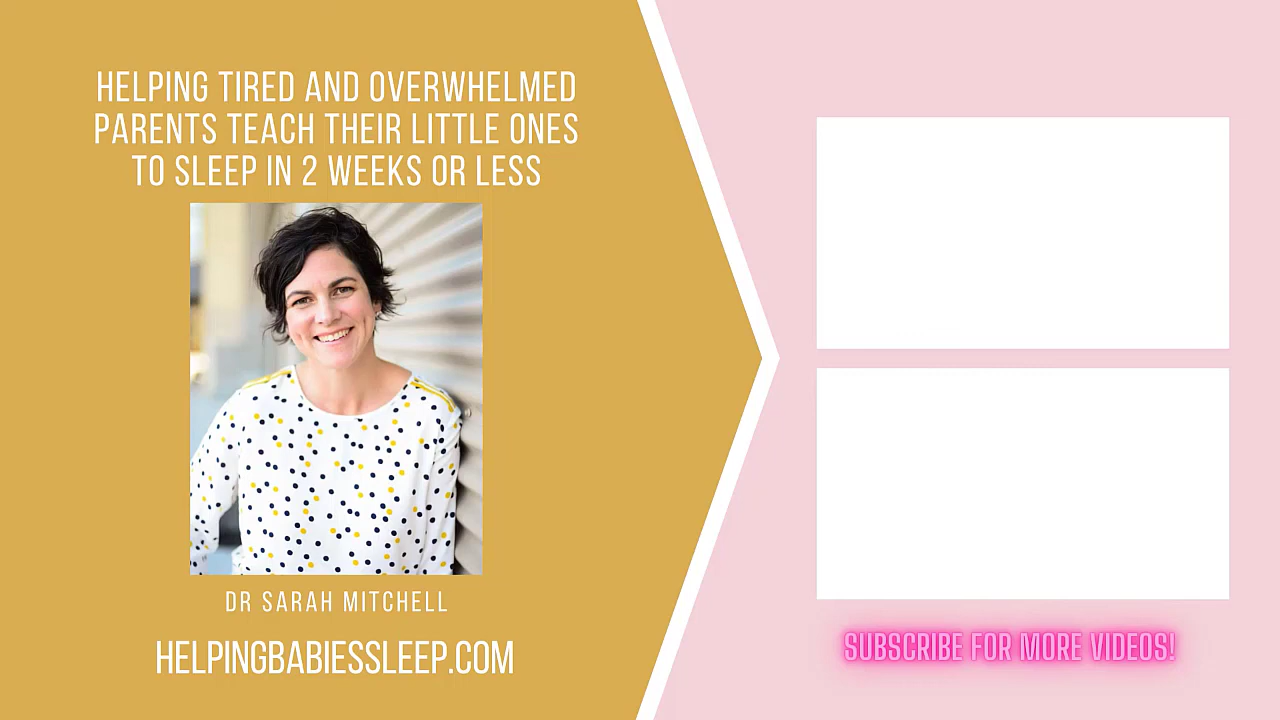 HELPING TIRED AND OVERWHELMED
PARENTS TEACH THEIR LITTLE ONES
TO SLEEP IN 2 WEEKS OR LESS
DR SARAH MITCHELL
HELPINGBABIESSLEEP.COM
SUBSCRIBE FOR MORE VIDEOS!